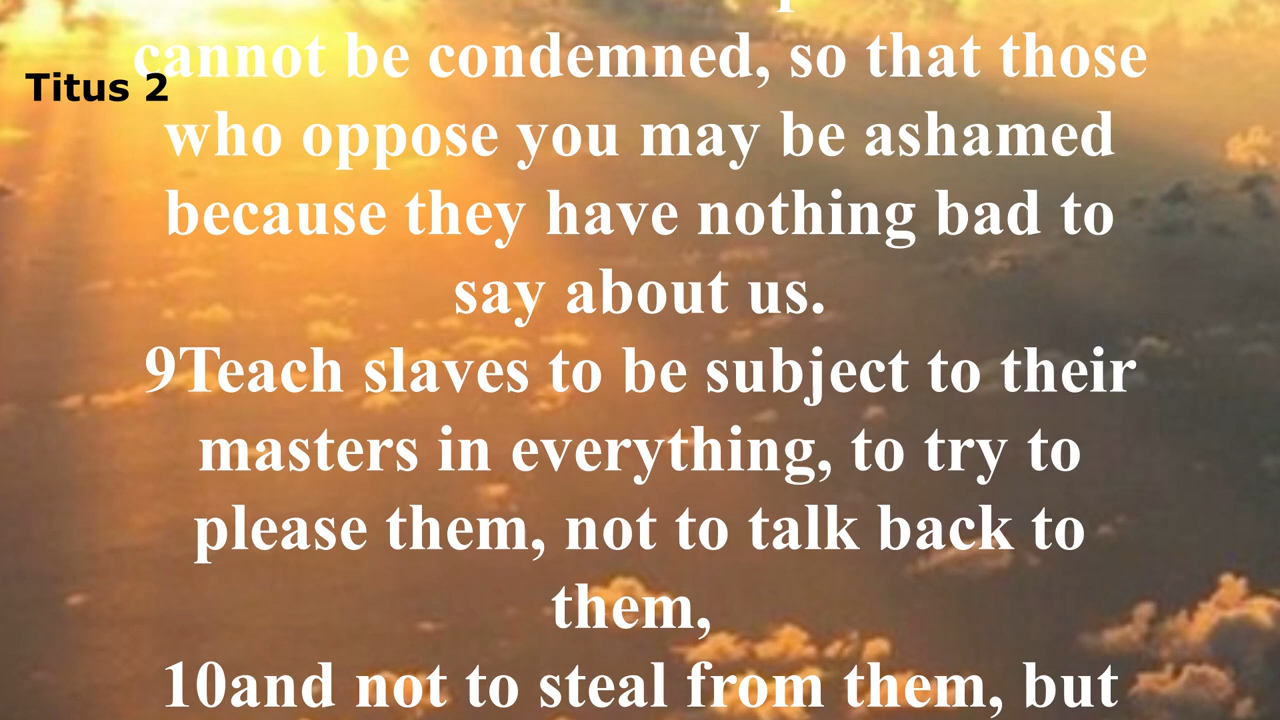 cannot be condemned, so that those
Titus 2
who oppose you may be ashamed
because they have nothing bad to
say about us.
9Teach slaves to be subject to their
masters in everything, to try to
please them, not to talk back to
them,
10and not to steal from them, but